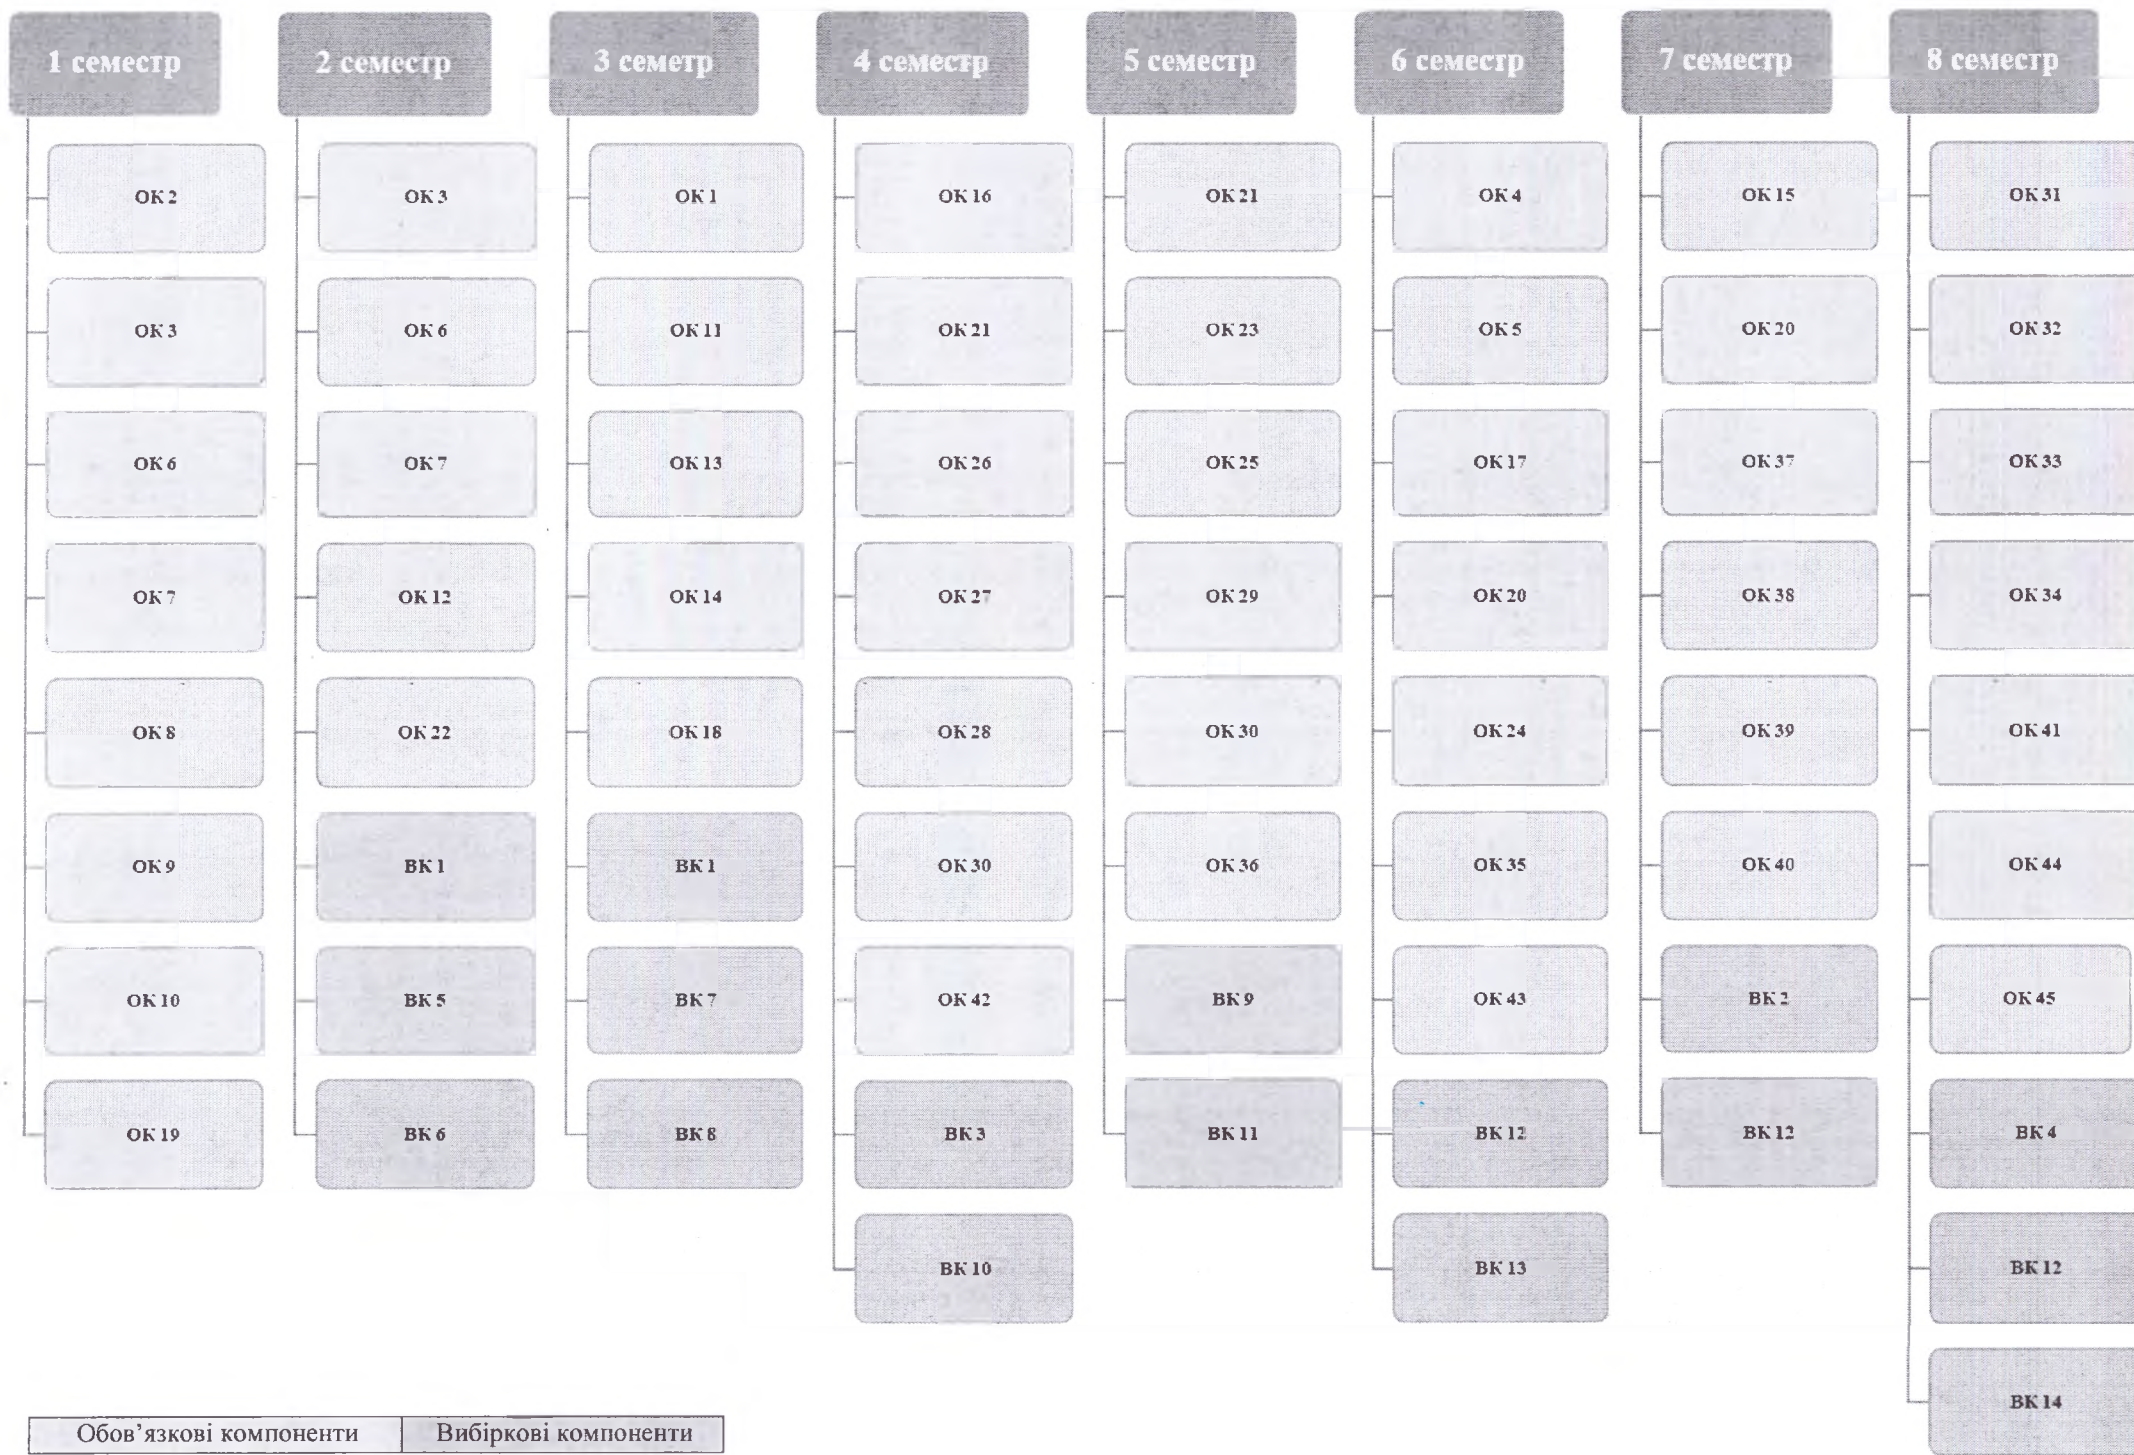 1 семестр
ОК 2
ОК 3
ОК 6
ОК 7
ОК 8
ОК 9
ОК 10
ОК 19
2 семестр
ОК 3
ОК 6
ОК 7
ОК 12
ОК 22
ВК 1
ВК 5
ВК 6
3 семетр
ОК 1
ОК 11
ОК 13
ОК 14
ОК 18
ВК 1
ВК 7
ВК 8
4 семестр
ОК 16
ОК 21
ОК 26
ОК 27
ОК 28
ОК 30
ОК 42
ВК 3
ВК 10
5 семестр
ОК 21
ОК 23
ОК 25
ОК 29
ОК 30
ОК 36
ВК 9
ВК 11
6 семестр
ОК 4
ОК 5
ОК 17
ОК 20
ОК 24
ОК 35
ОК 43
ВК 12
ВК 13
7 семестр
ОК 15
ОК 20
ОК 37
ОК 38
ОК 39
ОК 40
ВК 2
ВК 12
8 семестр
ОК 31
ОК 32
ОК 33
ОК 34
ОК 41
ОК 44
ОК 45
ВК 4
ВК 12
ВК 14
Обов’язкові компоненти
Вибіркові компоненти